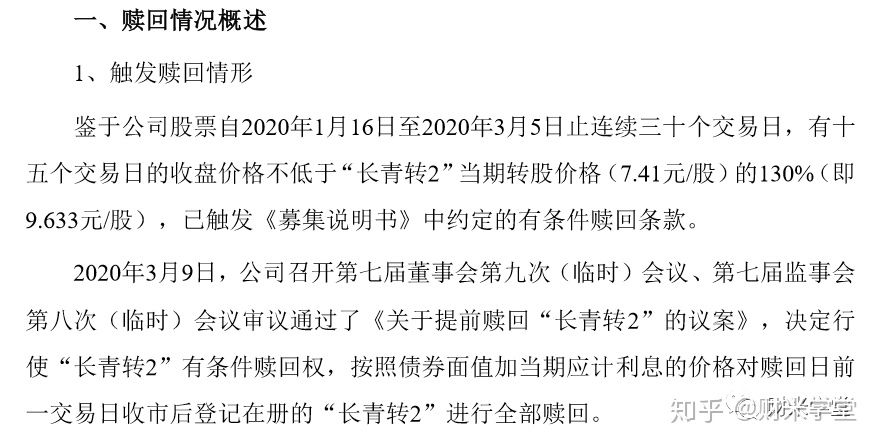 一、赎回情况概述
1、触发赎回情形
鉴于公司股票自2020年1月16日至2020年3月5日止连续三十个交易日，有十
五个交易日的收盘价格不低于“长青转2”当期转股价格（7.41元/股）的130%（即
9.633元/股），已触发《募集说明书》中约定的有条件赎回条款。
2020年3月9日，公司召开第七届董事会第九次（临时）会议、第七届监事会
第八次（临时）会议审议通过了《关于提前赎回“长青转2”的议案》，决定行
使“长青转2”有条件赎回权，按照债券面值加当期应计利息的价格对赎回日前
一交易日收市后登记在册的“长青转2”进行全部赎回。
知乎 @财米学堂